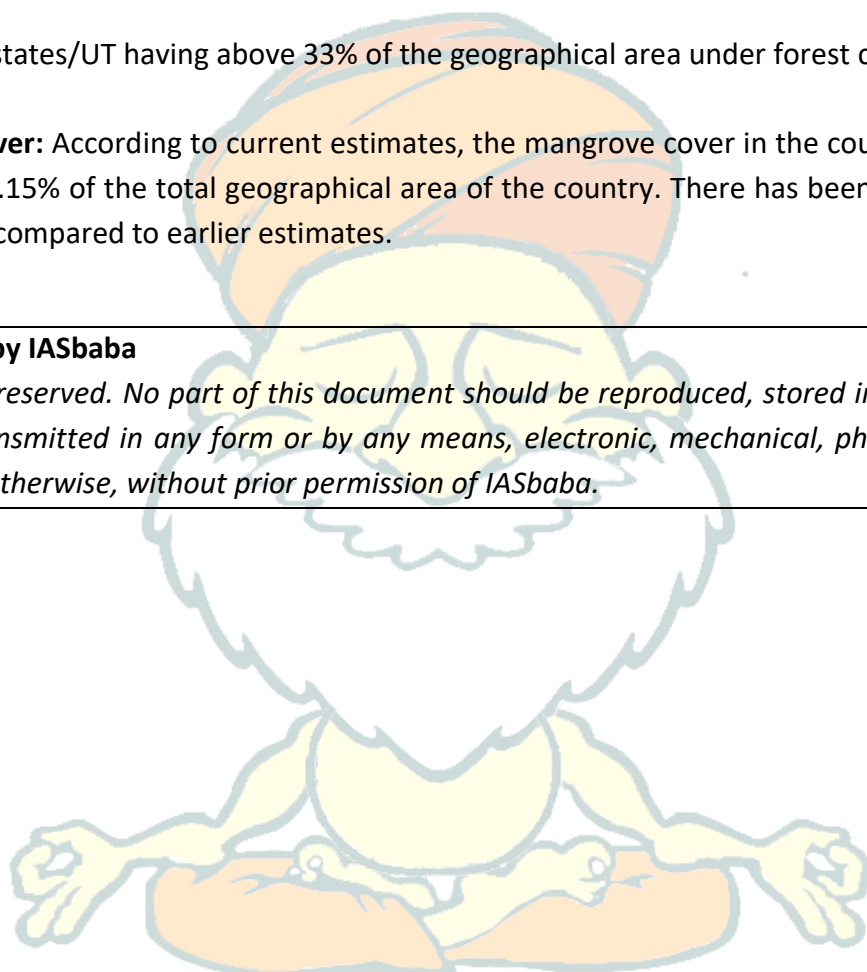 states/UT having above 33% of the geographical area under forest
ver: According to current estimates, the mangrove cover in the cou
.15% of the total geographical area of the country. There has been
compared to earlier estimates.
by IASbaba
reserved. No part of this document should be reproduced, stored in
nsmitted in any form or by any means, electronic, mechanical, ph
therwise, without prior permission of IASbaba.